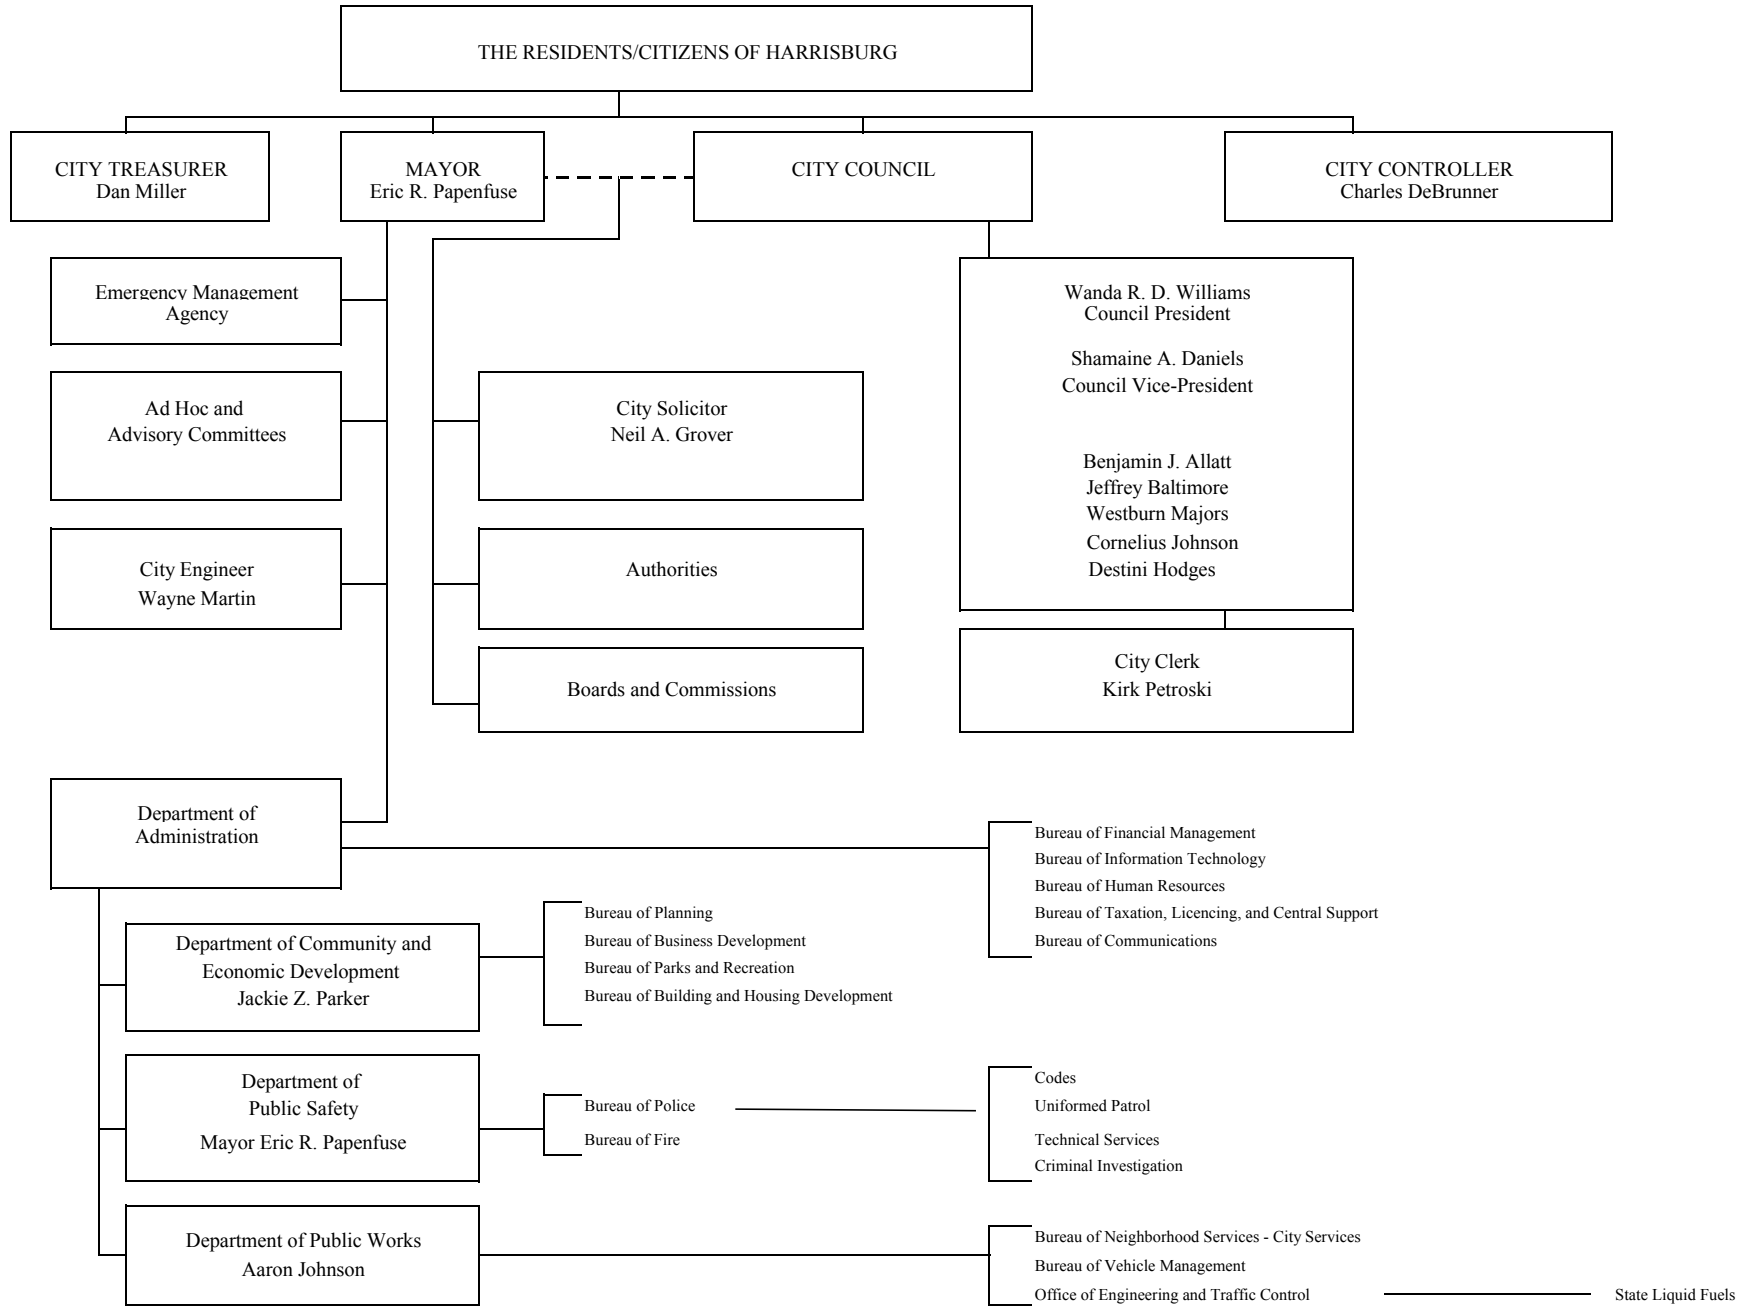 THE RESIDENTS/CITIZENS OF HARRISBURG
CITY TREASURER
Dan Miller
MAYOR
Eric R. Papenfuse
CITY COUNCIL
CITY CONTROLLER
Charles DeBrunner
Emergency Management
Agency
Ad Hoc and
Advisory Committees
City Engineer
Wayne Martin
City Solicitor
Neil A. Grover
Authorities
Boards and Commissions
Wanda R. D. Williams
Council President
Shamaine A. Daniels
Council Vice-President
Benjamin J. Allatt
Jeffrey Baltimore
Westburn Majors
Cornelius Johnson
Destini Hodges
City Clerk
Kirk Petroski
Department of
Administration
Bureau of Financial Management
Bureau of Information Technology
Bureau of Human Resources
Bureau of Taxation, Licencing, and Central Support
Bureau of Communications
Department of Community and
Economic Development
Jackie Z. Parker
Bureau of Planning
Bureau of Business Development
Bureau of Parks and Recreation
Bureau of Building and Housing Development
Department of
Public Safety
Mayor Eric R. Papenfuse
Bureau of Police
Bureau of Fire
Codes
Uniformed Patrol
Technical Services
Criminal Investigation
Department of Public Works
Aaron Johnson
Bureau of Neighborhood Services - City Services
Bureau of Vehicle Management
Office of Engineering and Traffic Control
State Liquid Fuels